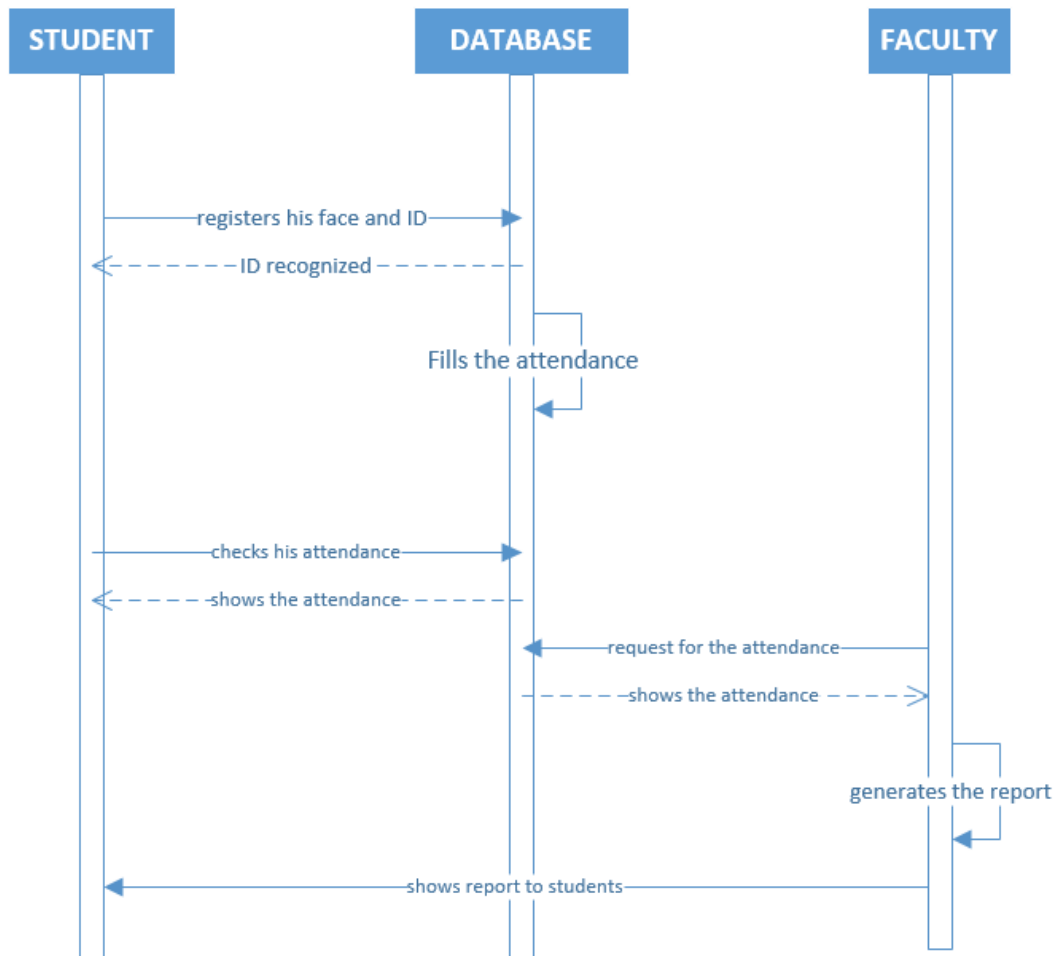 STUDENT
DATABASE
FACULTY
registers his face and ID
ID recognized
Fills the attendance
checks his attendance
shows the attendance
request for the attendance
shows the attendance
generates the report
shows report to students